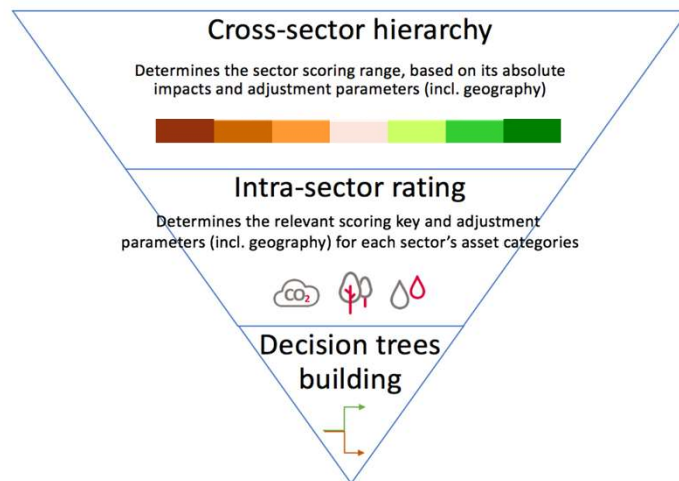 Cross-sector hierarchy
Determines the sector scoring range, based on its absolute
impacts and adjustment parameters (incl. geography)
Intra-sector rating
Determines the relevant scoring key and adjustment
parameters (incl. geography) for each sector’s asset categories
CO2
Decision trees
building